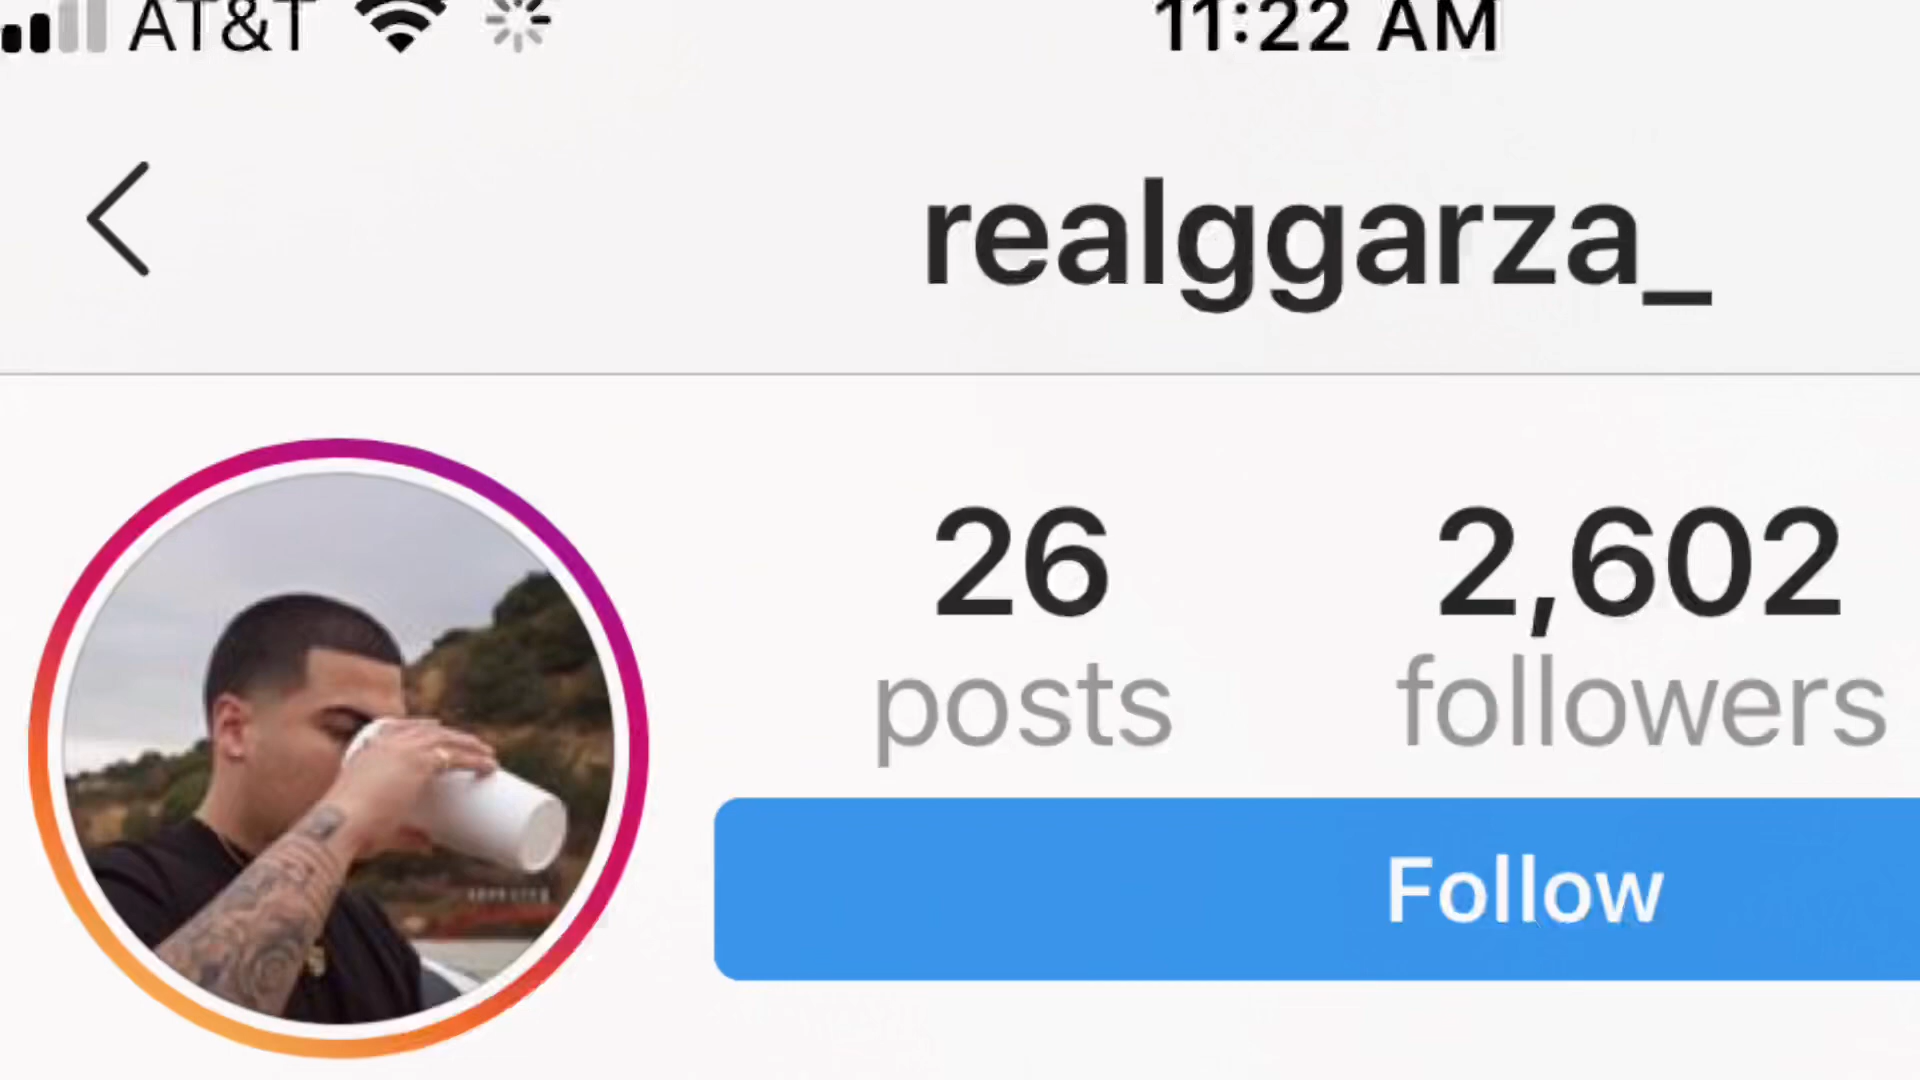 AT&T 11:22 AM
realggarza_
26 2,602
posts followers
Follow